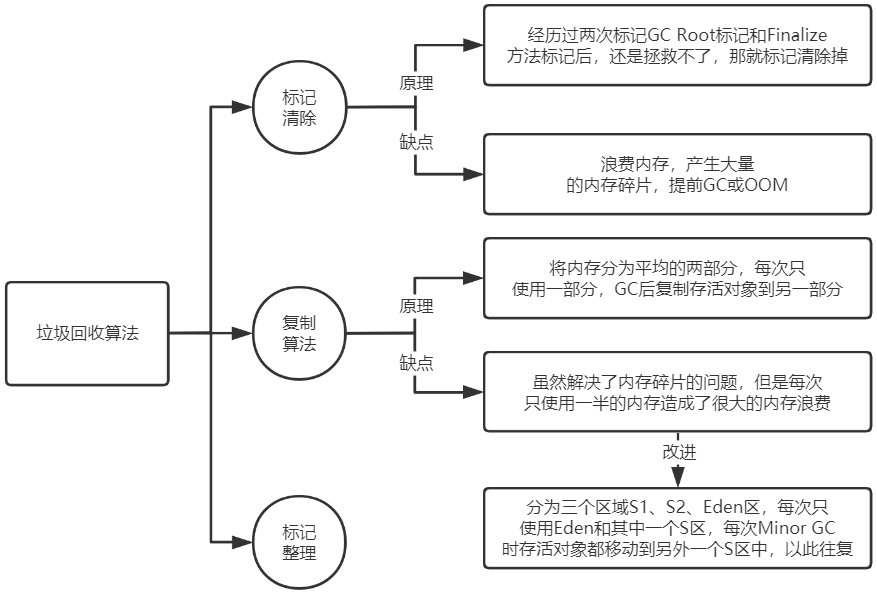 经历过两次标记GC Root标记和Finalize
方法标记后，还是拯救不了，那就标记清除掉
原理
标记
清除
缺点
浪费内存，产生大量
的内存碎片，提前GC或OOM
将内存分为平均的两部分，每次只
使用一部分，GC后复制存活对象到另一部分
原理
垃圾回收算法
复制
算法
缺点
虽然解决了内存碎片的问题，但是每次
只使用一半的内存造成了很大的内存浪费
改进
分为三个区域S1、S2、Eden区，每次只
使用Eden和其中一个S区，每次Minor GC
时存活对象都移动到另外一个S区中，以此往复
标记
整理